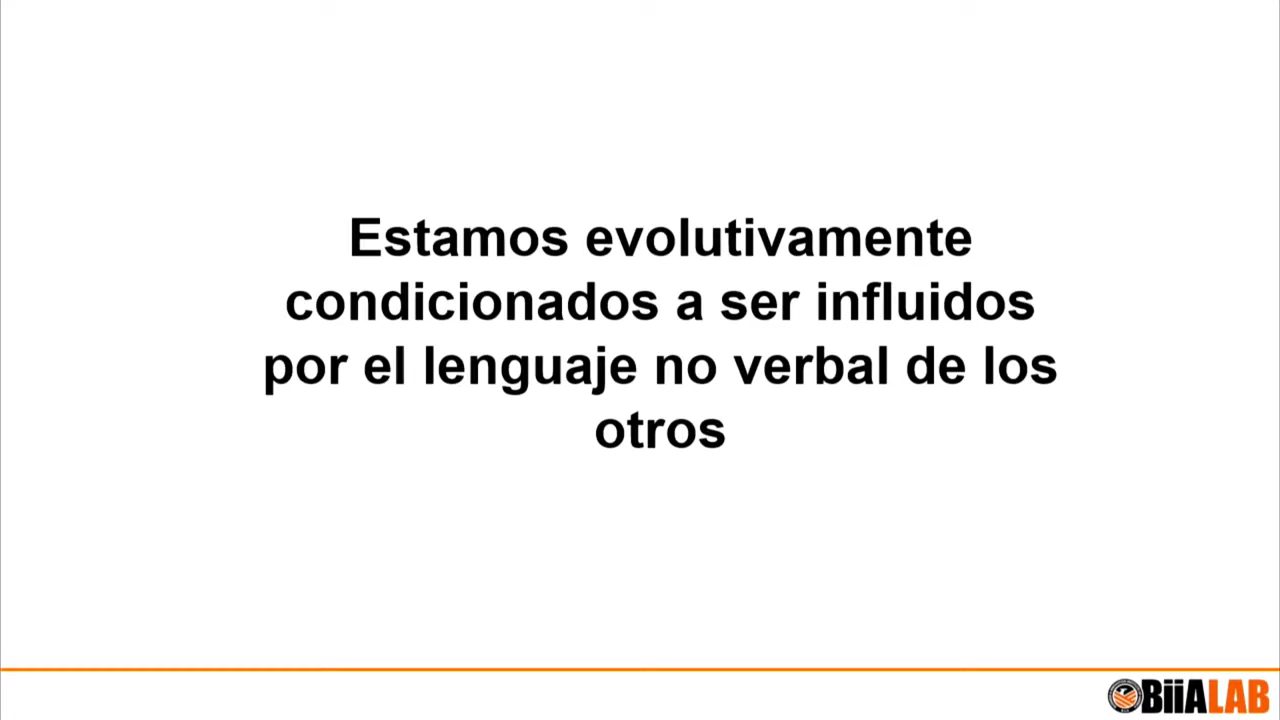 Estamos evolutivamente
condicionados a ser influidos
por el lenguaje no verbal de los
otros
BiiALAB